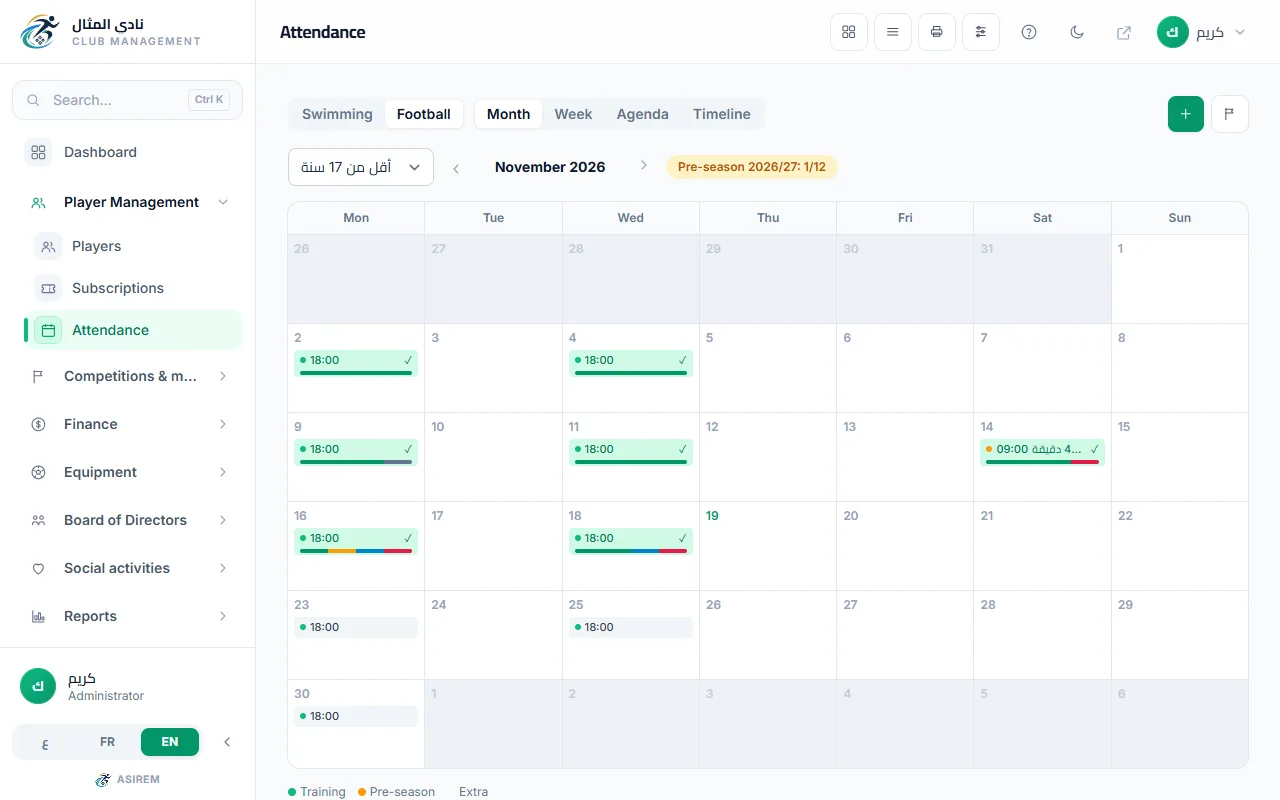 نادي المثال
CLUB MANAGEMENT
Search...
Ctrl K
Dashboard
Player Management
Players
Subscriptions
Attendance
Competitions & m...
Finance
Equipment
Board of Directors
Social activities
Reports
ك
كريم
Administrator
ع
FR
EN
ASIREM
Attendance
ك
كريم
Swimming
Football
Month
Week
Agenda
Timeline
أقل من 17 سنة
November 2026
Pre-season 2026/27: 1/12
Mon Tue Wed Thu Fri Sat Sun
26 27 28 29 30 31 1
2 3 4 5 6 7 8
18:00 ✓
18:00 ✓
9 10 11 12 13 14 15
18:00 ✓
18:00 ✓
09:00 4... دقيقة ✓
16 17 18 19 20 21 22
18:00 ✓
18:00 ✓
23 24 25 26 27 28 29
18:00
18:00
30 1 2 3 4 5 6
18:00
Training
Pre-season
Extra